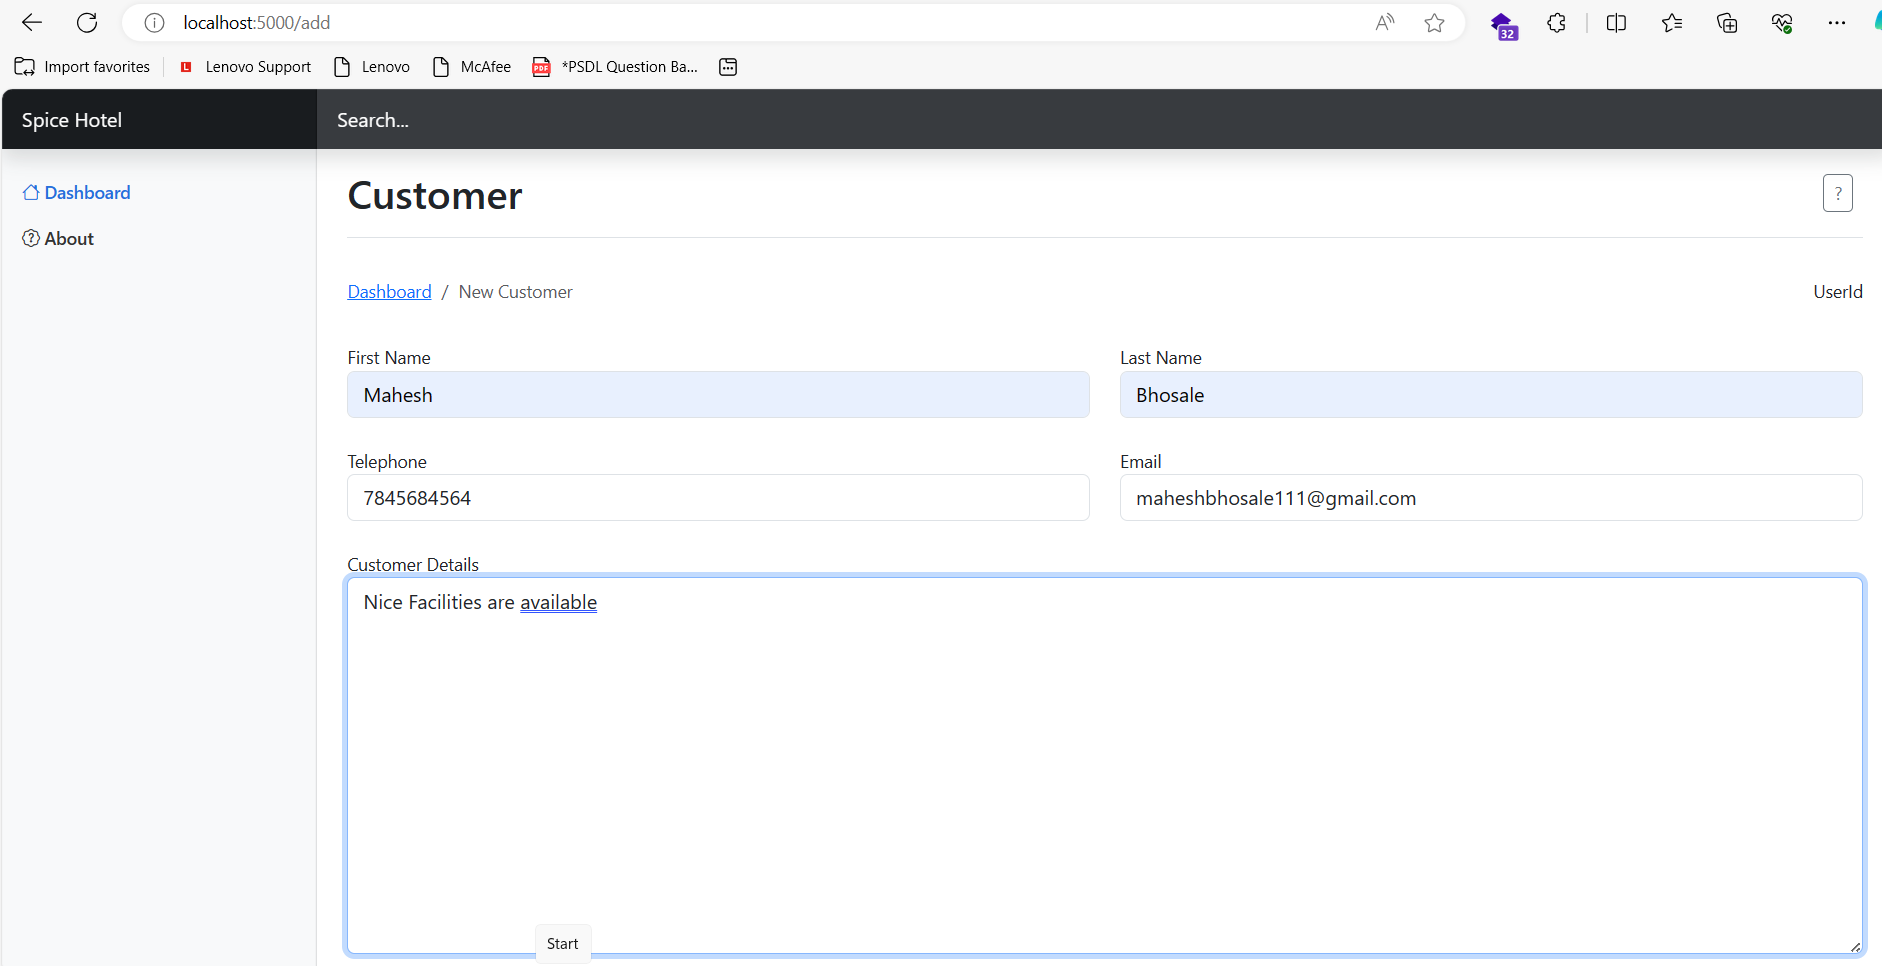 localhost:5000/add
32
Import favorites
L Lenovo Support
Lenovo
McAfee
PDF *PSDL Question Ba...
Spice Hotel
Search...
Dashboard
About
Customer
?
Dashboard / New Customer
UserId
First Name
Last Name
Mahesh
Bhosale
Telephone
Email
7845684564
maheshbhosale111@gmail.com
Customer Details
Nice Facilities are available
Start